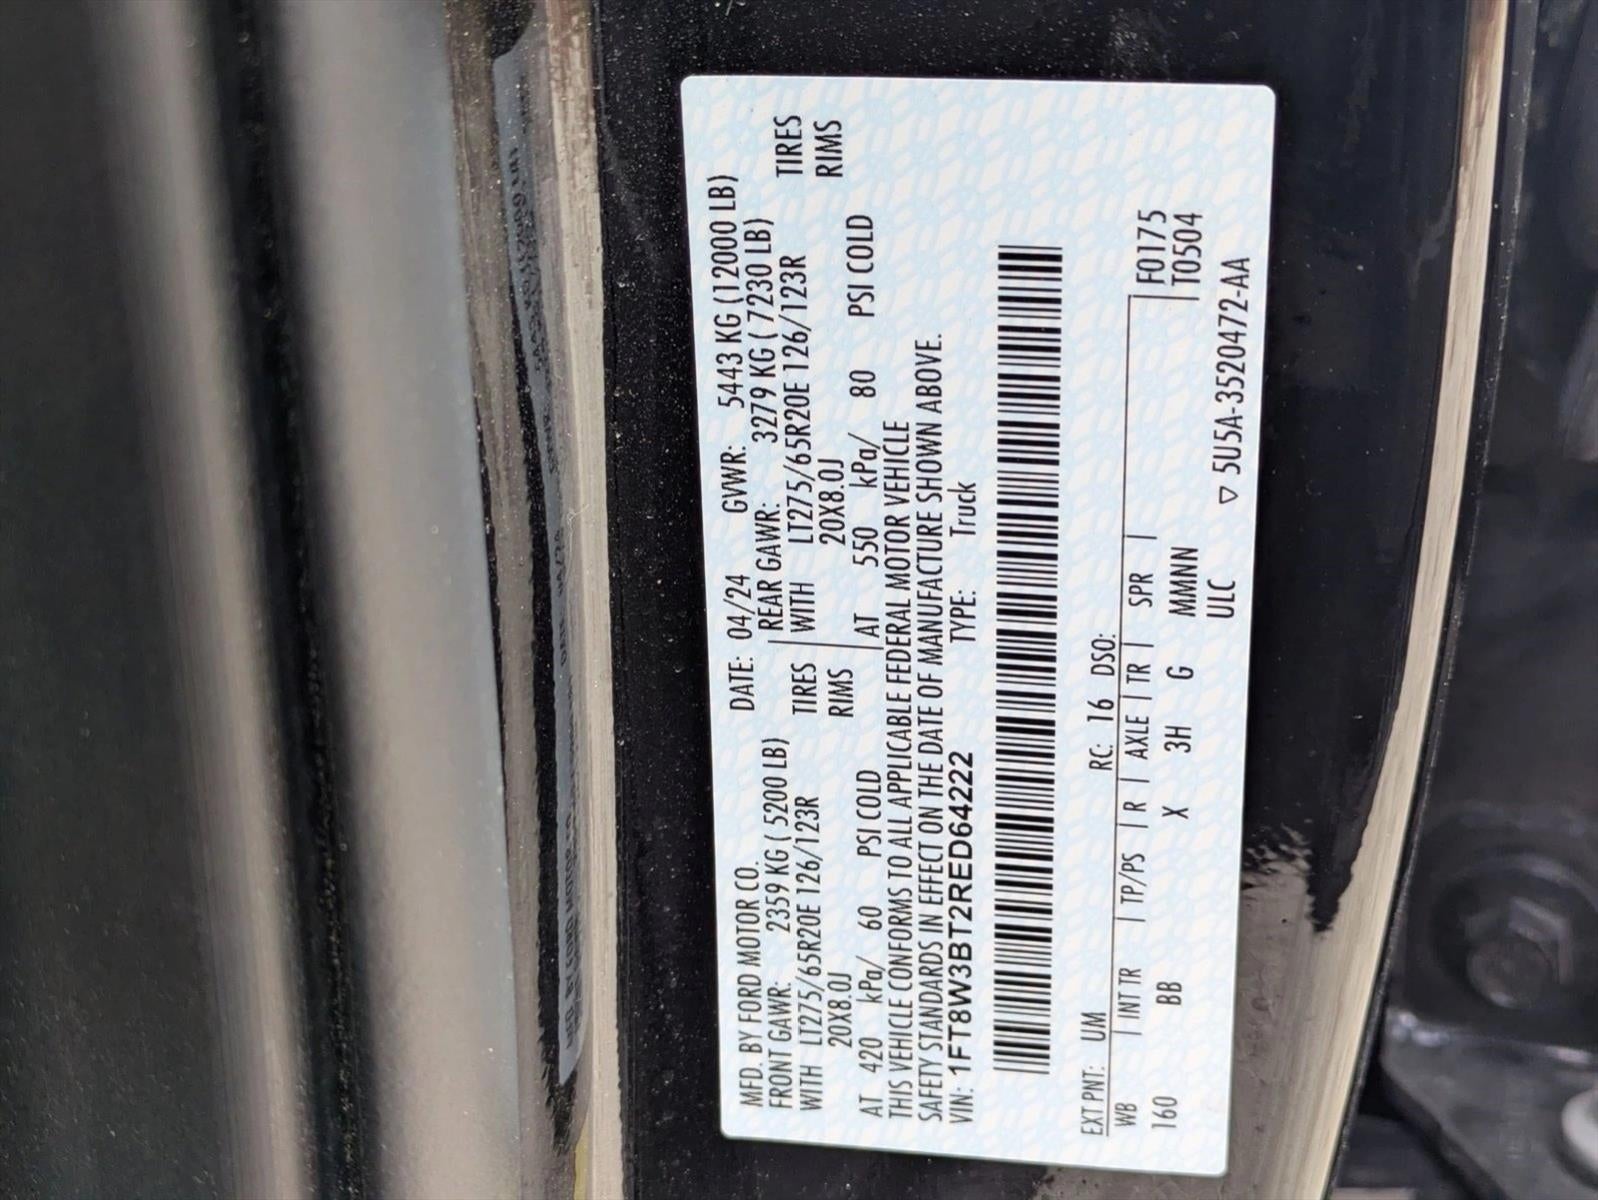 MFD. BY FORD MOTOR CO. DATE: 04/24 GVWR: 5443 KG (12000 LB)
FRONT GAWR: 2359 KG ( 5200 LB) REAR GAWR: 3279 KG ( 7230 LB)
WITH LT275/65R20E 126/123R TIRES WITH LT275/65R20E 126/123R TIRES
20X8.0J RIMS 20X8.0J RIMS
AT 420 kPa/ 60 PSI COLD AT 550 kPa/ 80 PSI COLD
THIS VEHICLE CONFORMS TO ALL APPLICABLE FEDERAL MOTOR VEHICLE
SAFETY STANDARDS IN EFFECT ON THE DATE OF MANUFACTURE SHOWN ABOVE.
VIN: 1FT8W3BT2RED64222 TYPE: Truck
EXT PNT: UM RC: 16 DSO:
WB INT TR TP/PS R AXLE TR SPR F0175
160 BB X 3H G MMNN T0504
ULC ▽ 5U5A-3520472-AA